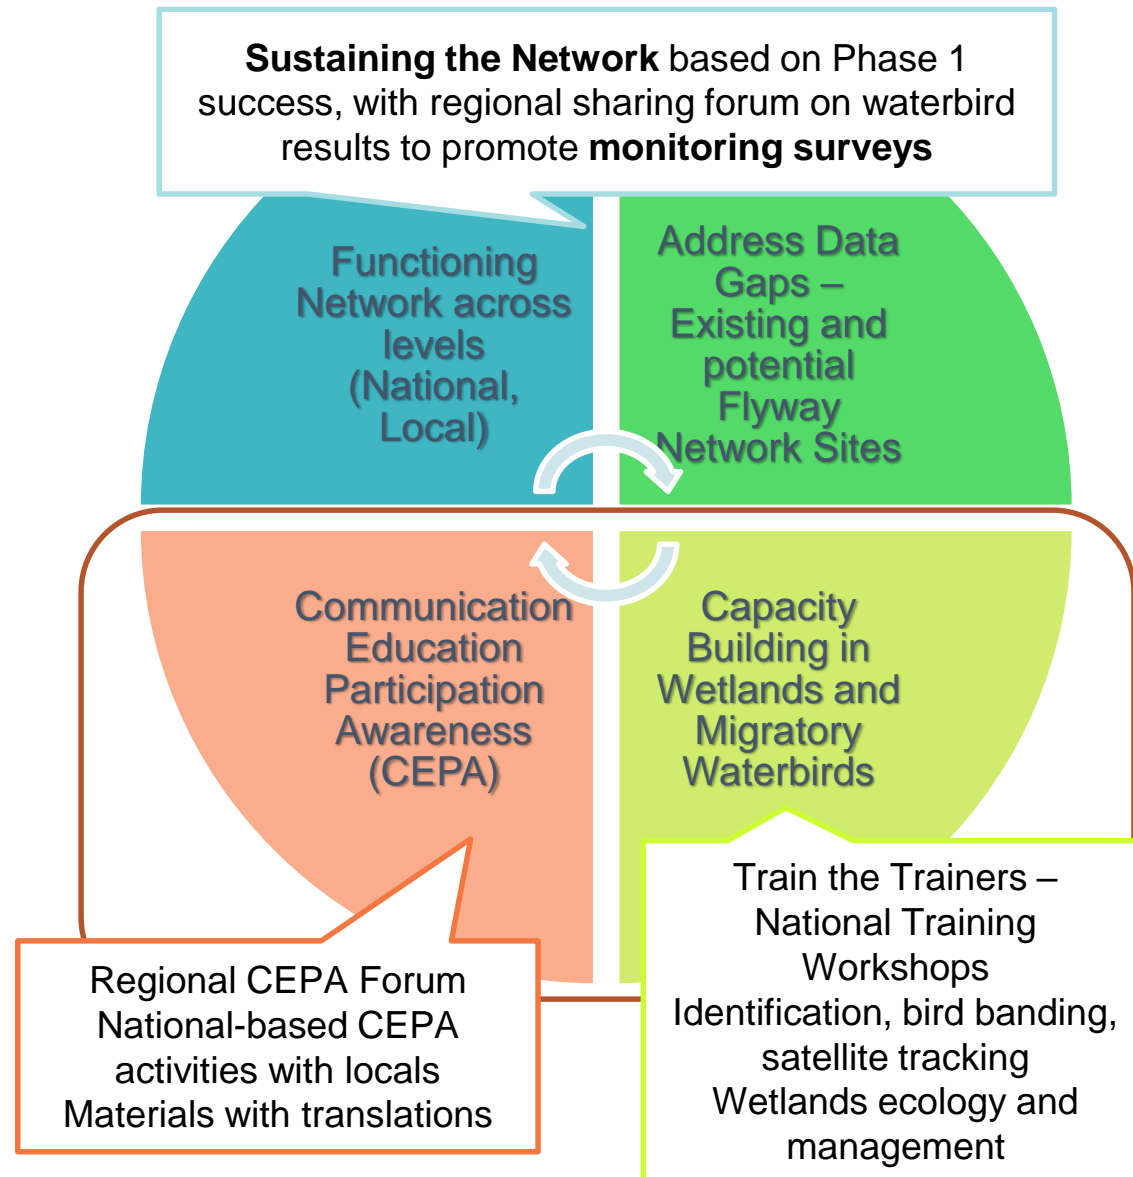 Sustaining the Network based on Phase 1
success, with regional sharing forum on waterbird
results to promote monitoring surveys
Functioning
Network across
levels
(National,
Local)
Address Data
Gaps –
Existing and
potential
Flyway
Network Sites
Communication
Education
Participation
Awareness
(CEPA)
Capacity
Building in
Wetlands and
Migratory
Waterbirds
Regional CEPA Forum
National-based CEPA
activities with locals
Materials with translations
Train the Trainers –
National Training
Workshops
Identification, bird banding,
satellite tracking
Wetlands ecology and
management